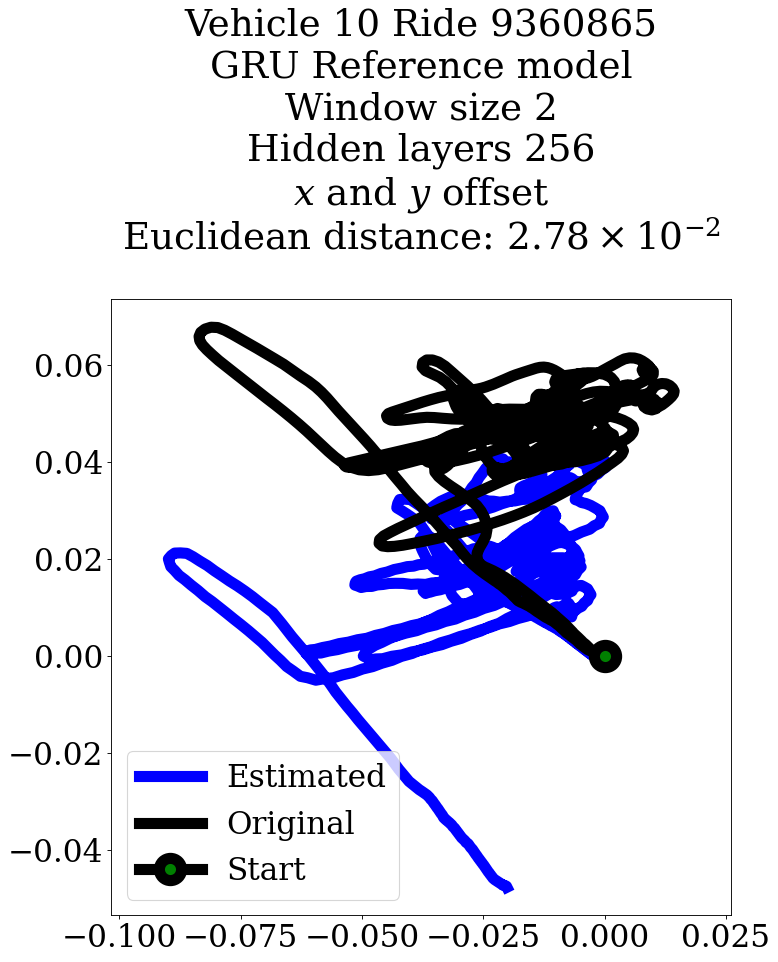 Vehicle 10 Ride 9360865
GRU Reference model
Window size 2
Hidden layers 256
x and y offset
Euclidean distance: 2.78 × 10⁻²
0.06
0.04
0.02
0.00
−0.02
−0.04
Estimated
Original
Start
−0.100 −0.075 −0.050 −0.025 0.000 0.025